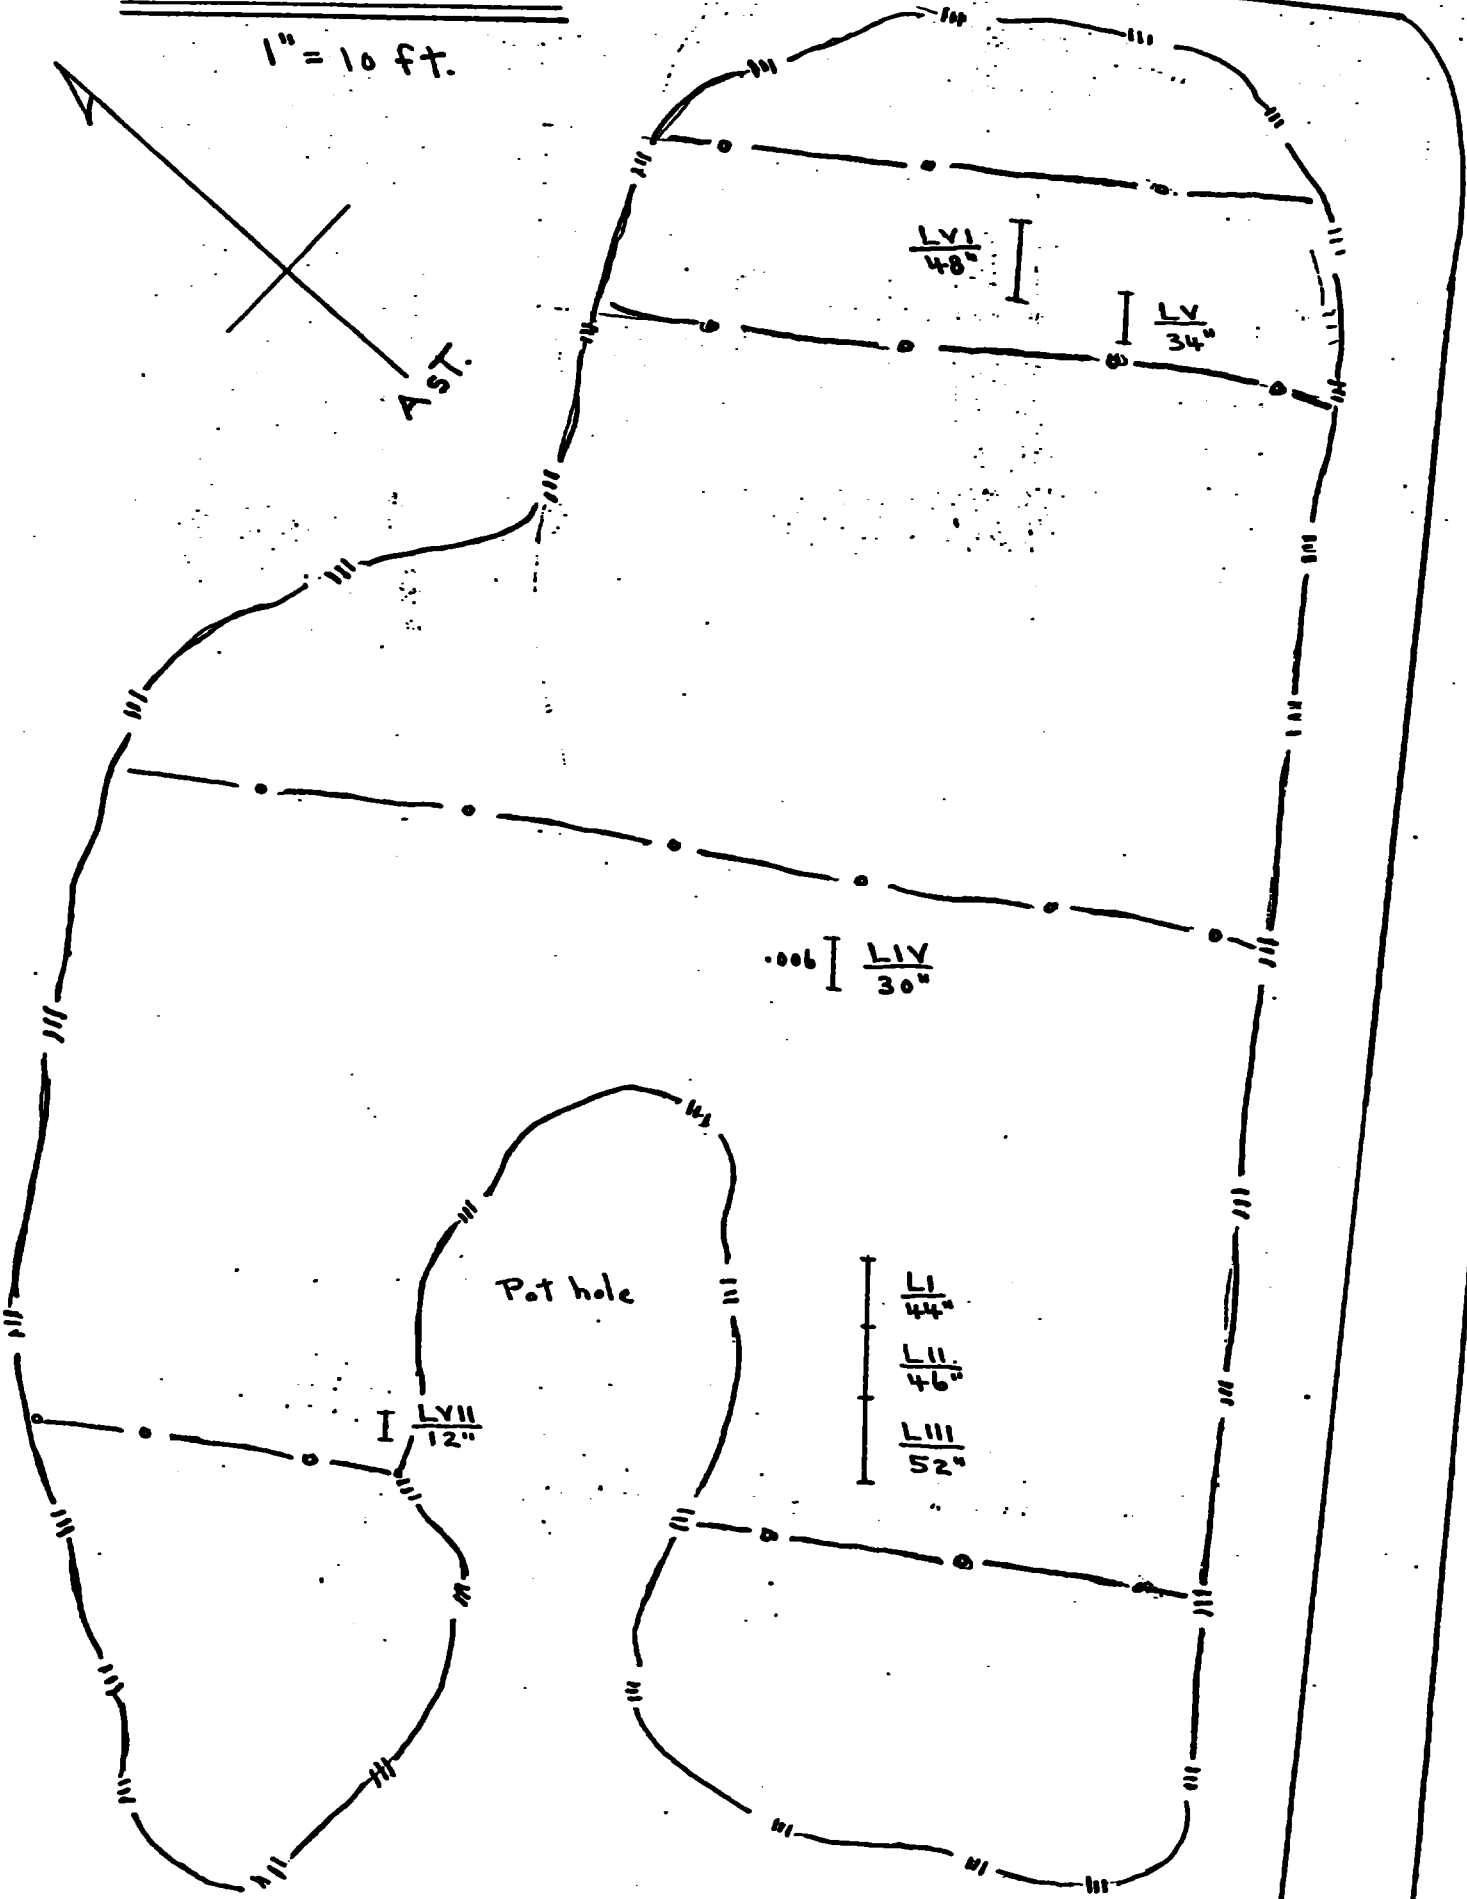 1" = 10 ft.
A ST.
LVI
48"
LV
34"
.006
LIV
30"
Pot hole
LI
44"
LII.
46"
LIII
52"
LVII
12"